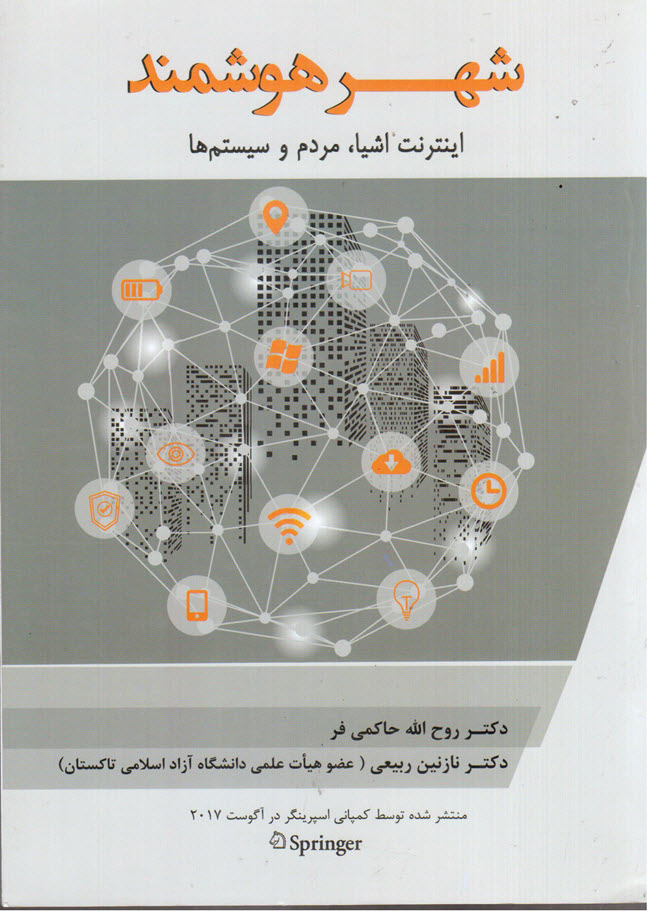 شهر هوشمند
اینترنت اشیا، مردم و سیستم‌ها
دکتر روح الله حاکمی فر
دکتر نازنین ربیعی ( عضو هیأت علمی دانشگاه آزاد اسلامی تاکستان)
منتشر شده توسط کمپانی اسپرینگر در آگوست ۲۰۱۷
Springer